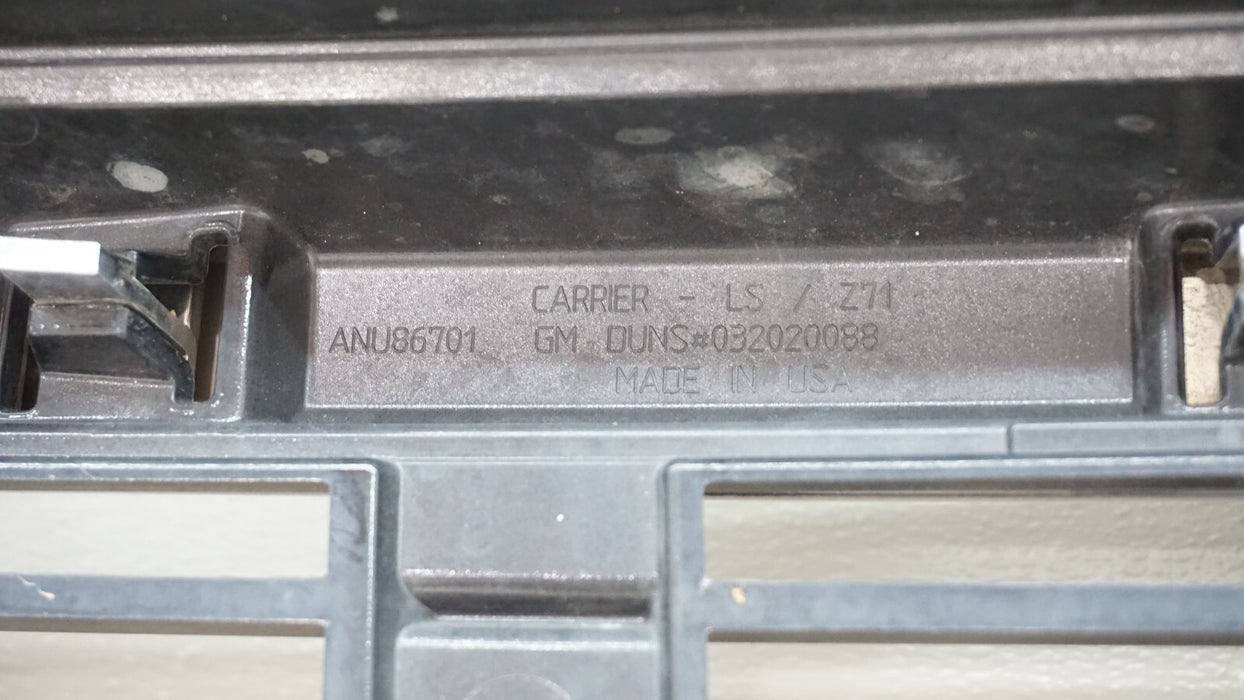 CARRIER - LS / Z71
ANU86701 GM DUNS#032020088
MADE IN USA